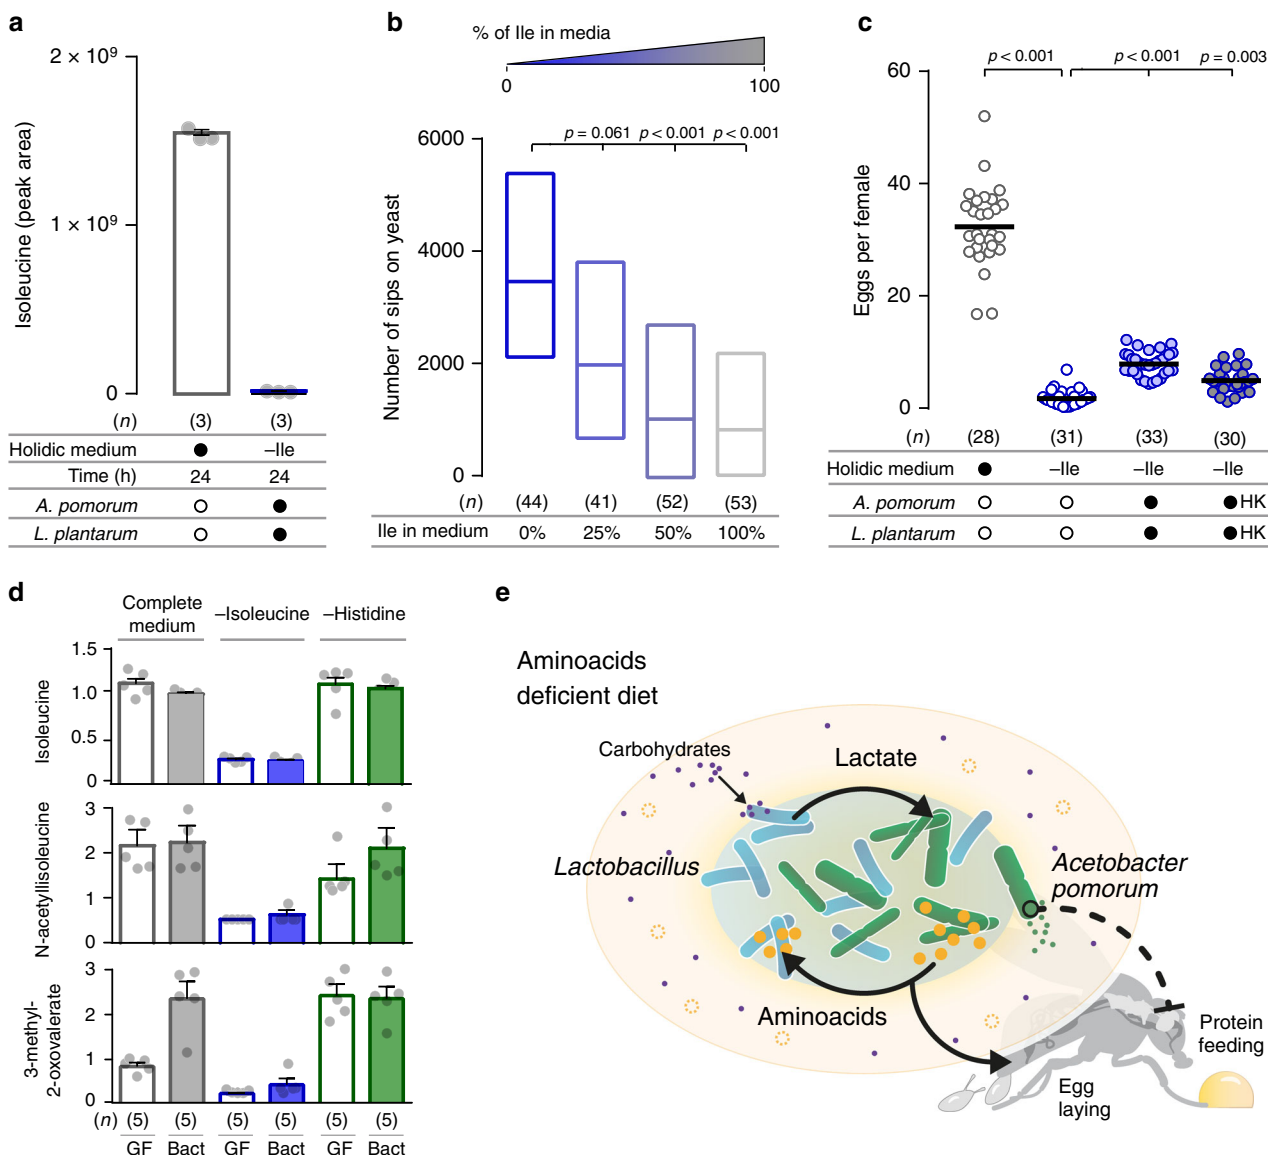 a
2 × 10⁹
1 × 10⁹
0
Isoleucine (peak area)
(n) (3) (3)
Holidic medium ● –Ile
Time (h) 24 24
A. pomorum ○ ●
L. plantarum ○ ●
b
% of Ile in media
0 100
p = 0.061 p < 0.001 p < 0.001
6000
4000
2000
0
Number of sips on yeast
(n) (44) (41) (52) (53)
Ile in medium 0% 25% 50% 100%
c
p < 0.001 p < 0.001 p = 0.003
60
40
20
0
Eggs per female
(n) (28) (31) (33) (30)
Holidic medium ● –Ile –Ile –Ile
A. pomorum ○ ○ ● ●HK
L. plantarum ○ ○ ● ●HK
d
Complete
medium
–Isoleucine
–Histidine
1.5
1.0
0.5
0
Isoleucine
3
2
1
0
N-acetyllisoleucine
3
2
1
0
3-methyl-
2-oxovalerate
(n) (5) (5) (5) (5) (5) (5)
GF Bact GF Bact GF Bact
e
Aminoacids
deficient diet
Carbohydrates
Lactate
Lactobacillus
Acetobacter
pomorum
Aminoacids
Protein
feeding
Egg
laying